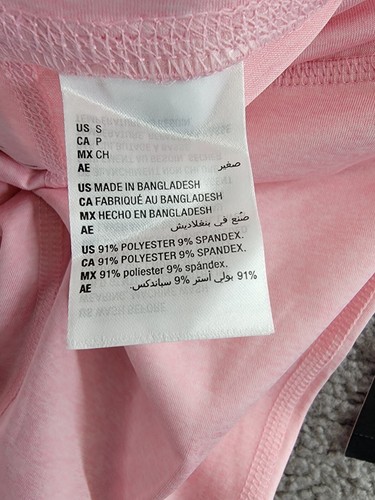 US S
CA P
MX CH
AE صغير
US MADE IN BANGLADESH
CA FABRIQUÉ AU BANGLADESH
MX HECHO EN BANGLADESH
AE صُنّع في بنغلاديش
US 91% POLYESTER 9% SPANDEX.
CA 91% POLYESTER 9% SPANDEX.
MX 91% poliester 9% spándex.
AE 91% بولي أستر 9% سباندكس.